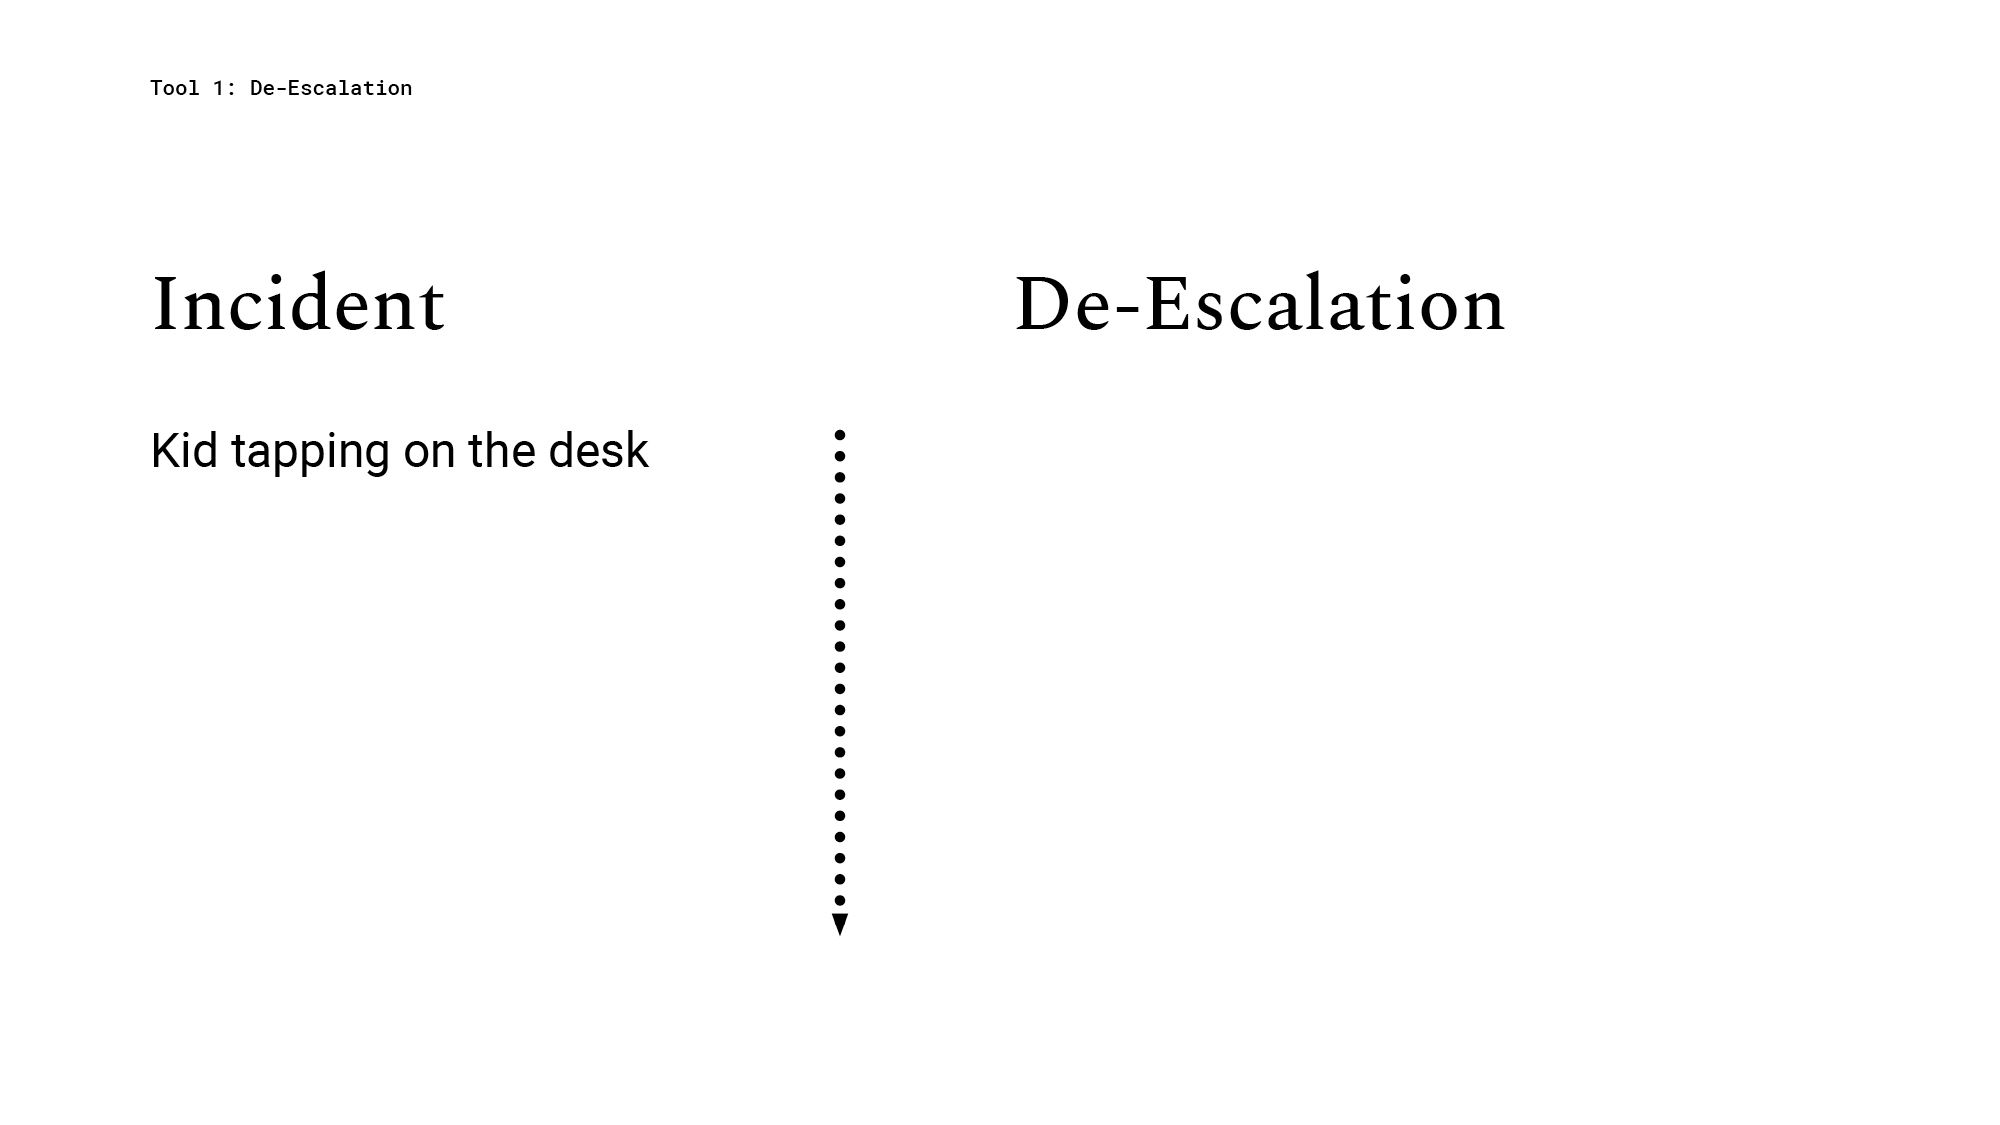 Tool 1: De-Escalation
Incident
De-Escalation
Kid tapping on the desk